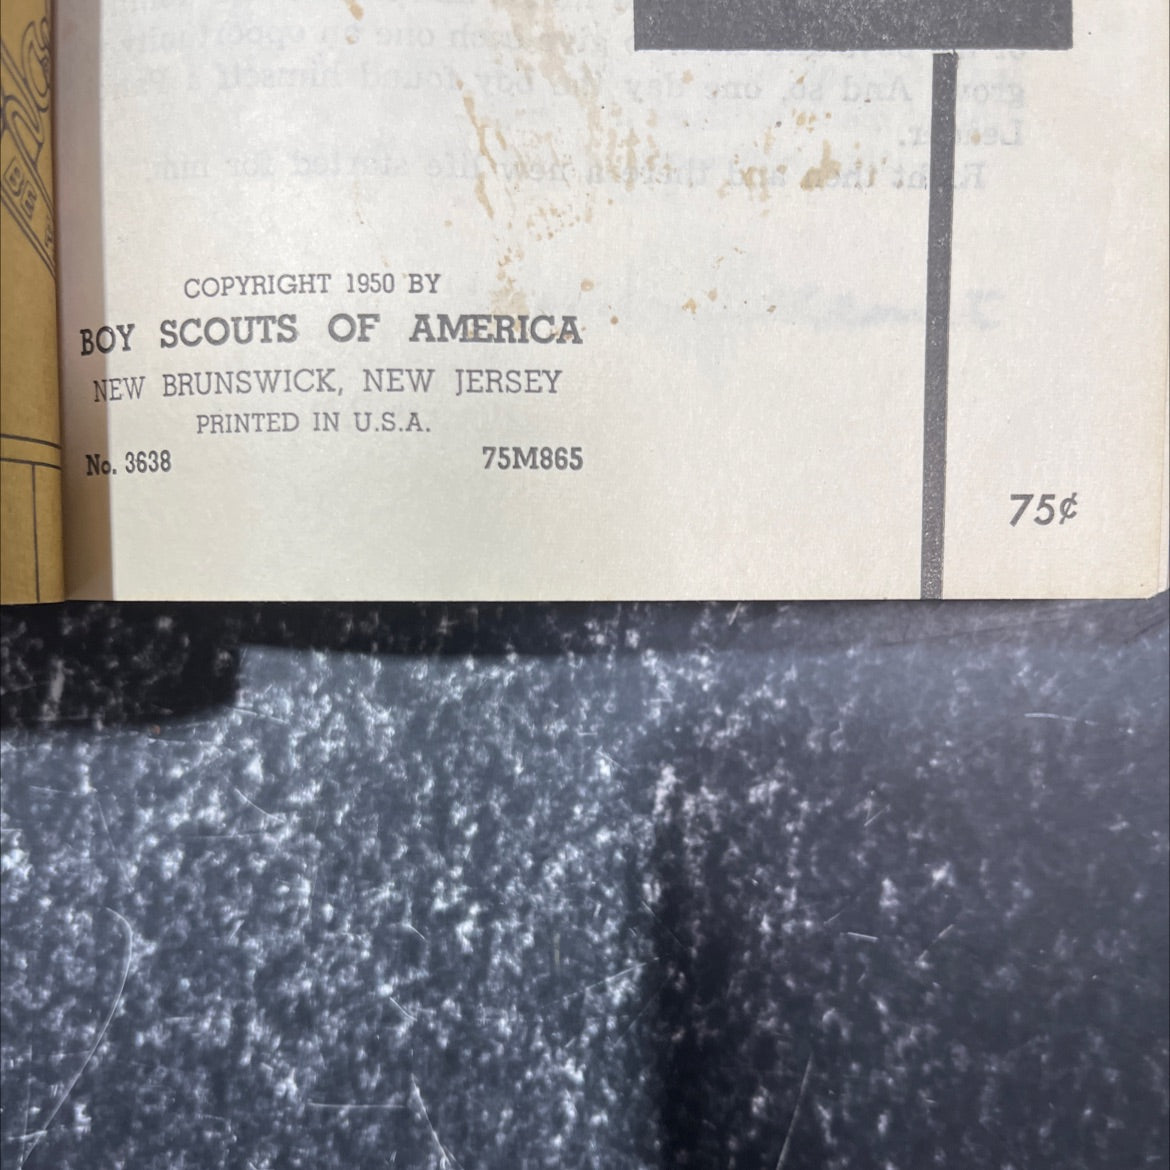 COPYRIGHT 1950 BY
BOY SCOUTS OF AMERICA
NEW BRUNSWICK, NEW JERSEY
PRINTED IN U.S.A.
No. 3638 75M865
75¢